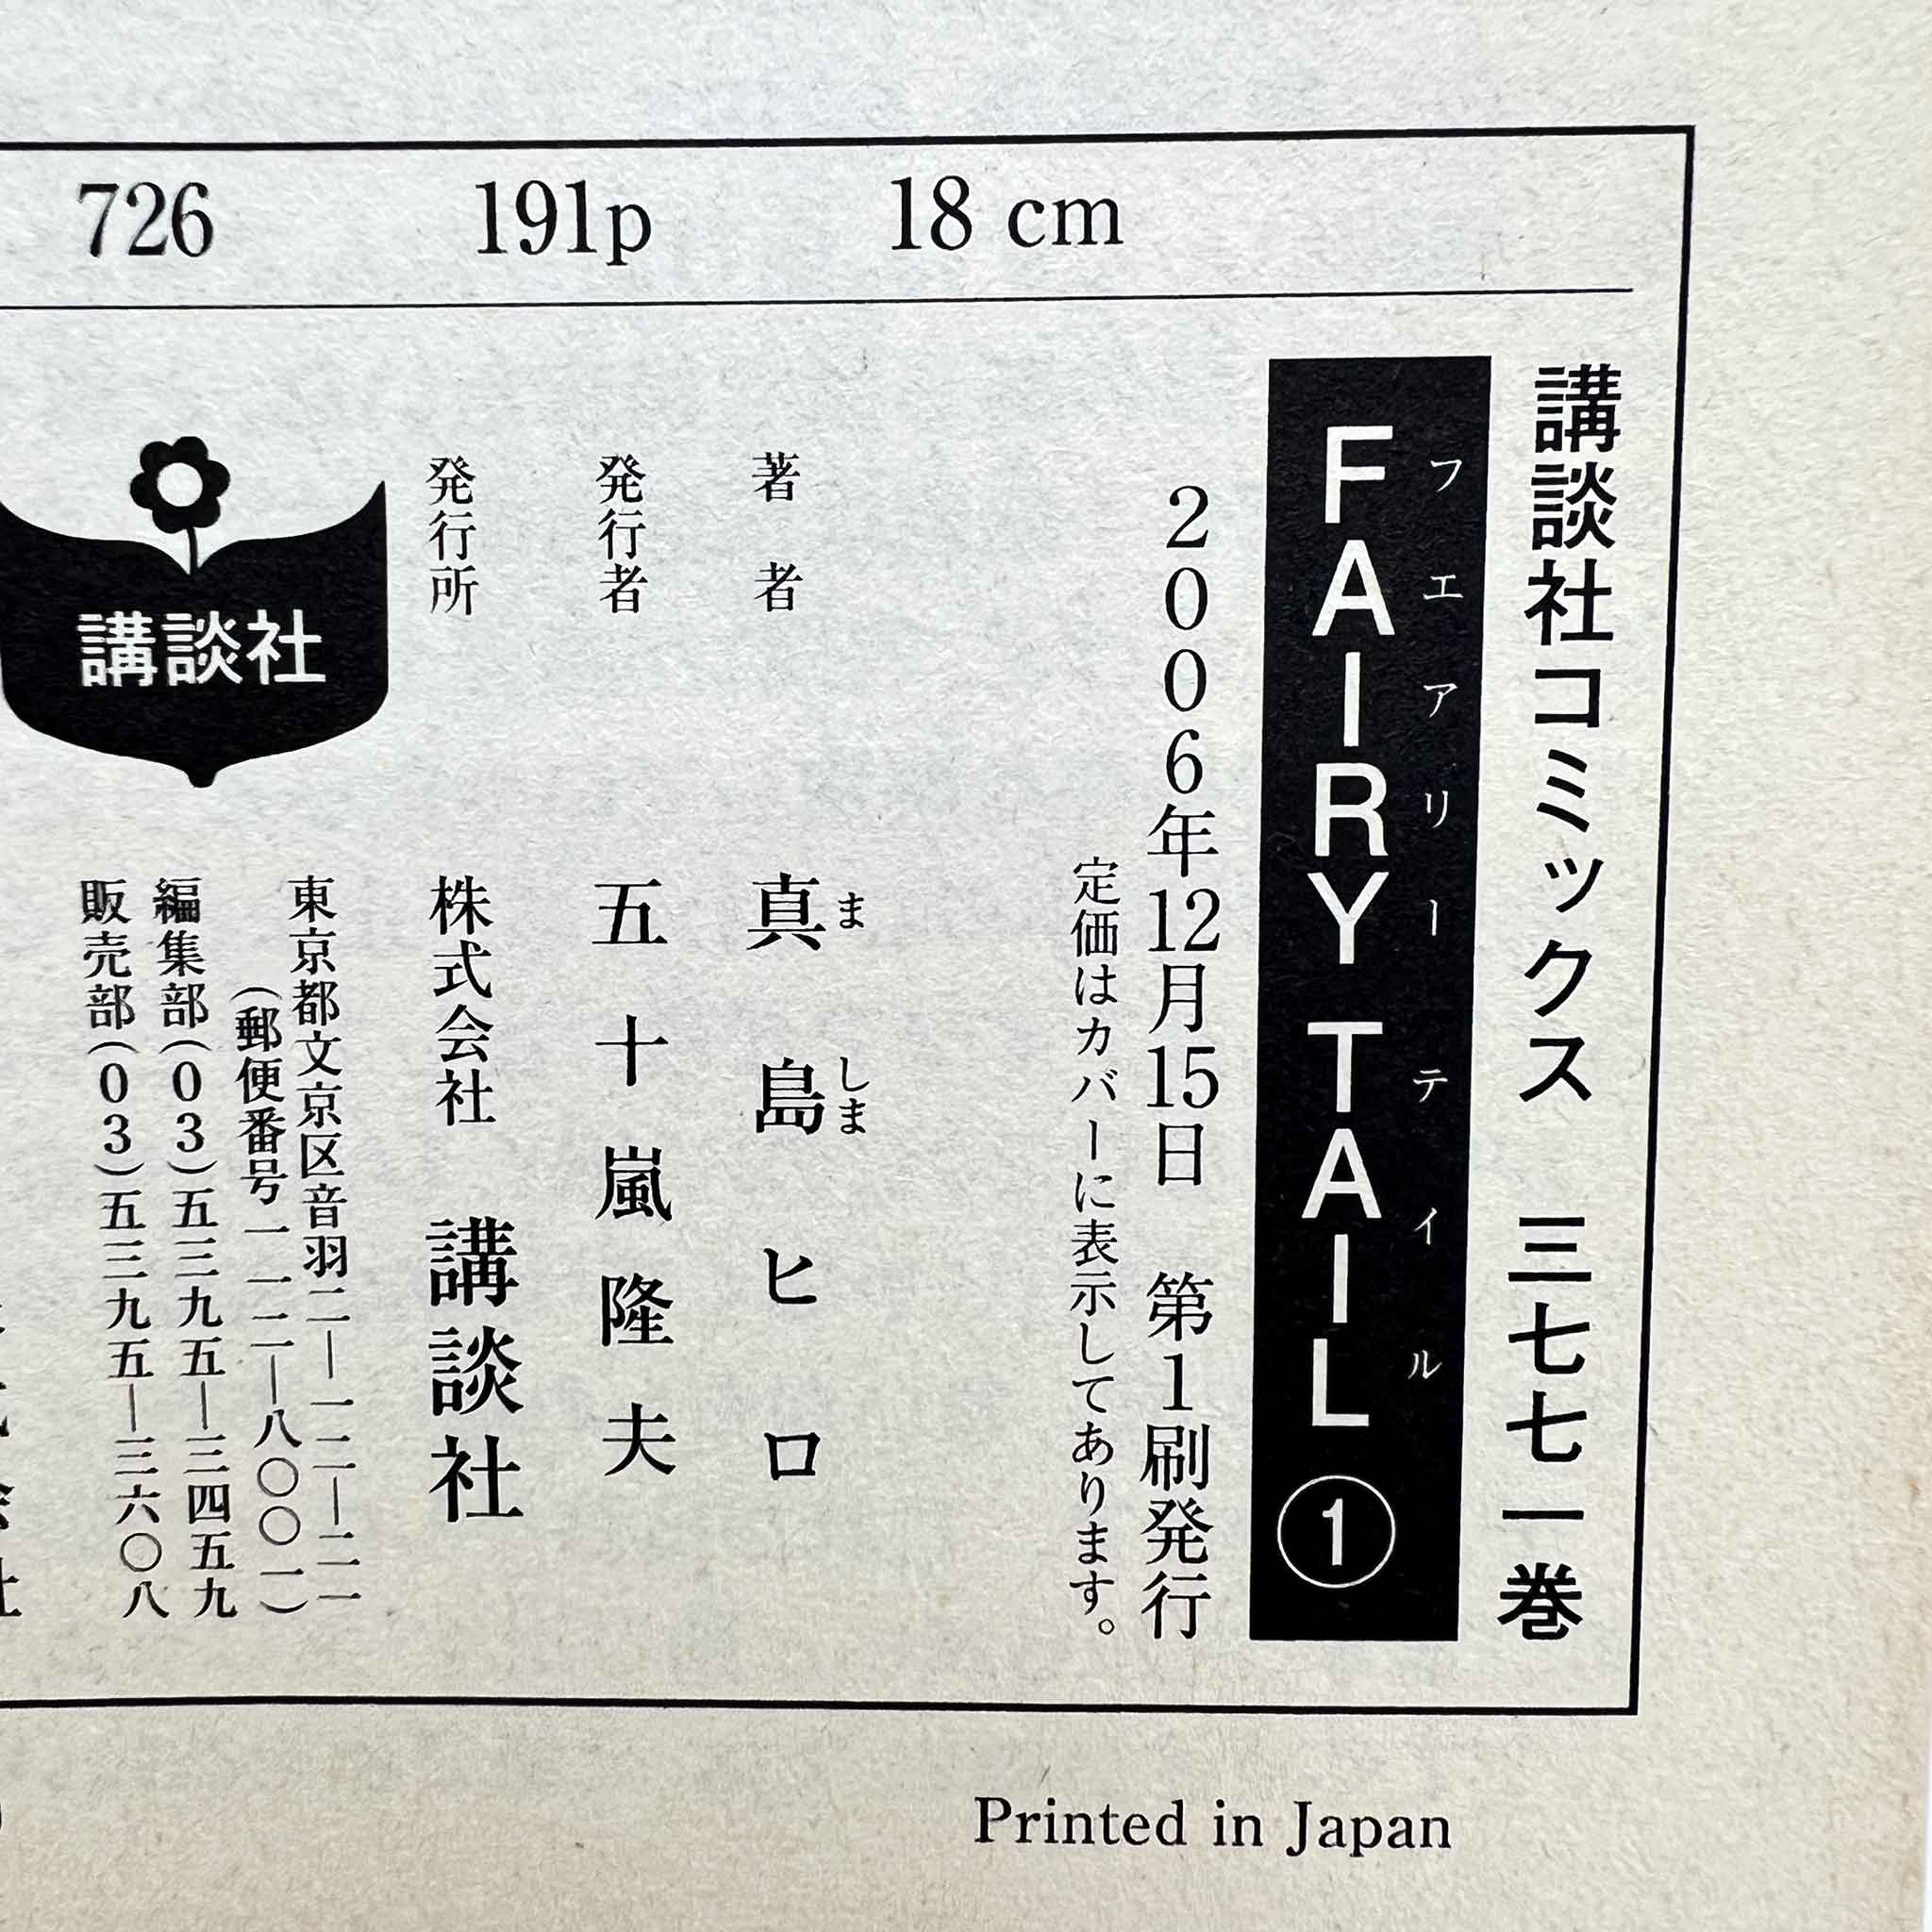 726 191p 18 cm
講談社コミックス 三七七一巻
フエアリーテイル
FAIRY TAIL ①
2006年12月15日 第1刷発行
定価はカバーに表示してあります。
著者 真島ヒロ
ましま
発行者 五十嵐隆夫
発行所 株式会社 講談社
東京都文京区音羽二―一二―二一
(郵便番号一一二―八〇〇一)
編集部(03)五三九五―三四五九
販売部(03)五三九五―三六〇八
講談社
Printed in Japan